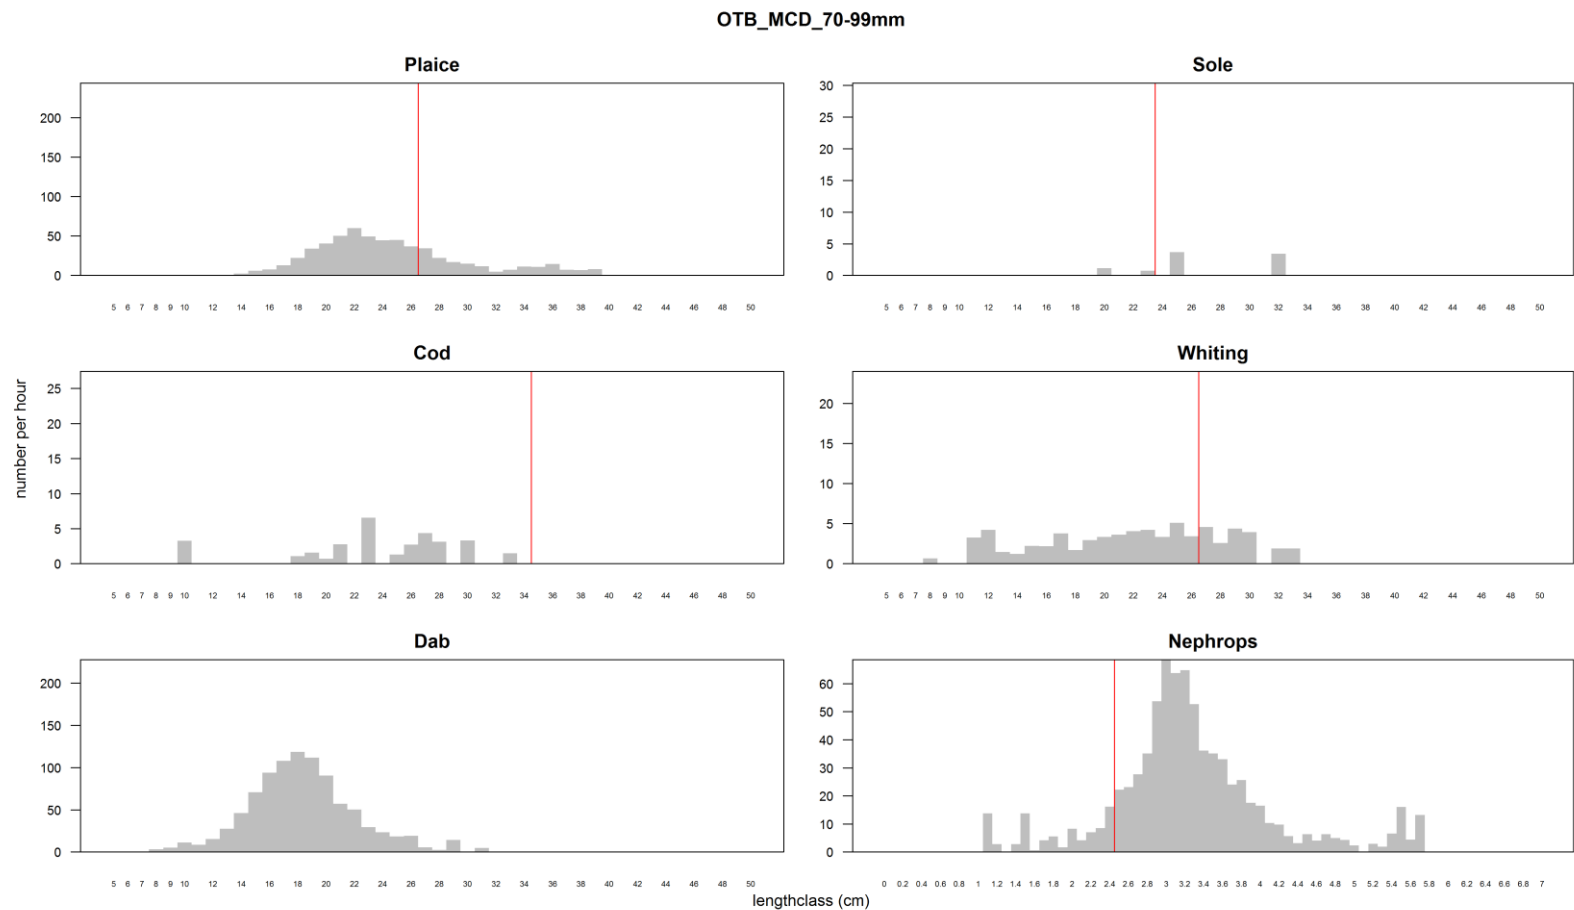 OTB_MCD_70-99mm
Plaice
200
150
100
50
0
5 6 7 8 9 10 12 14 16 18 20 22 24 26 28 30 32 34 36 38 40 42 44 46 48 50
Sole
30
25
20
15
10
5
0
5 6 7 8 9 10 12 14 16 18 20 22 24 26 28 30 32 34 36 38 40 42 44 46 48 50
number per hour
Cod
25
20
15
10
5
0
5 6 7 8 9 10 12 14 16 18 20 22 24 26 28 30 32 34 36 38 40 42 44 46 48 50
Whiting
20
15
10
5
0
5 6 7 8 9 10 12 14 16 18 20 22 24 26 28 30 32 34 36 38 40 42 44 46 48 50
Dab
200
150
100
50
0
5 6 7 8 9 10 12 14 16 18 20 22 24 26 28 30 32 34 36 38 40 42 44 46 48 50
Nephrops
60
50
40
30
20
10
0
0 0.2 0.4 0.6 0.8 1 1.2 1.4 1.6 1.8 2 2.2 2.4 2.6 2.8 3 3.2 3.4 3.6 3.8 4 4.2 4.4 4.6 4.8 5 5.2 5.4 5.6 5.8 6 6.2 6.4 6.6 6.8 7
lengthclass (cm)